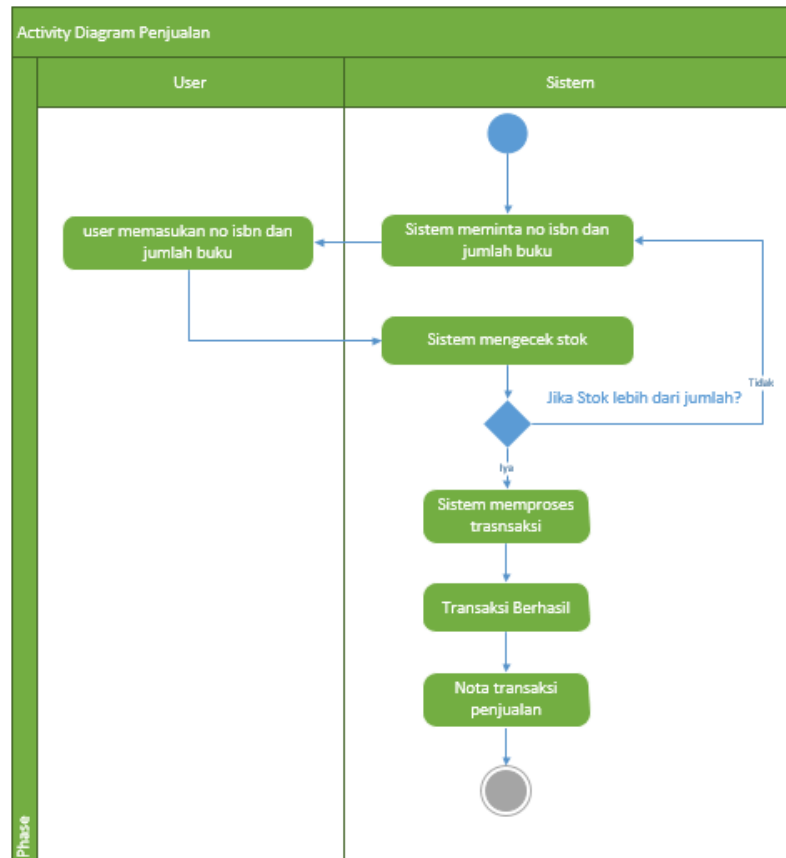 Activity Diagram Penjualan
User
Sistem
user memasukan no isbn dan
jumlah buku
Sistem meminta no isbn dan
jumlah buku
Sistem mengecek stok
Jika Stok lebih dari jumlah?
Tidak
Iya
Sistem memproses
trasnsaksi
Transaksi Berhasil
Nota transaksi
penjualan
Phase